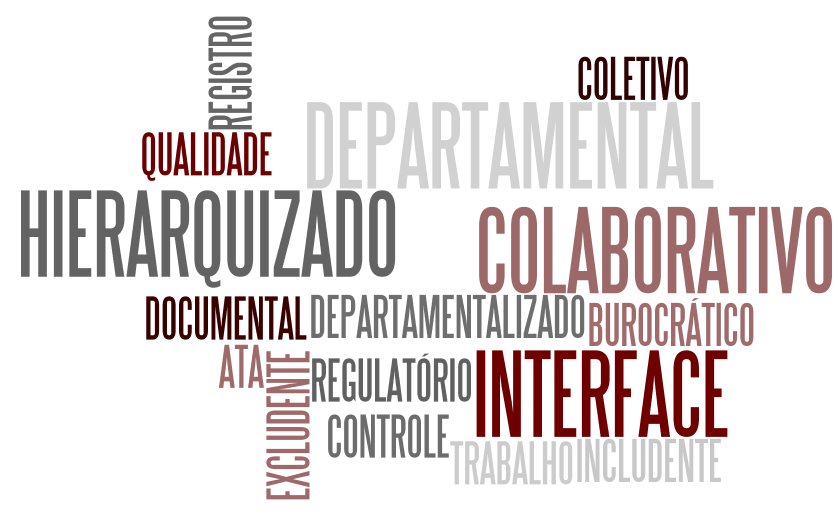 REGISTRO
COLETIVO
DEPARTAMENTAL
QUALIDADE
HIERARQUIZADO
COLABORATIVO
DOCUMENTAL
DEPARTAMENTALIZADO
BUROCRÁTICO
ATA
EXCLUDENTE
REGULATÓRIO
INTERFACE
CONTROLE
TRABALHO
INCLUDENTE